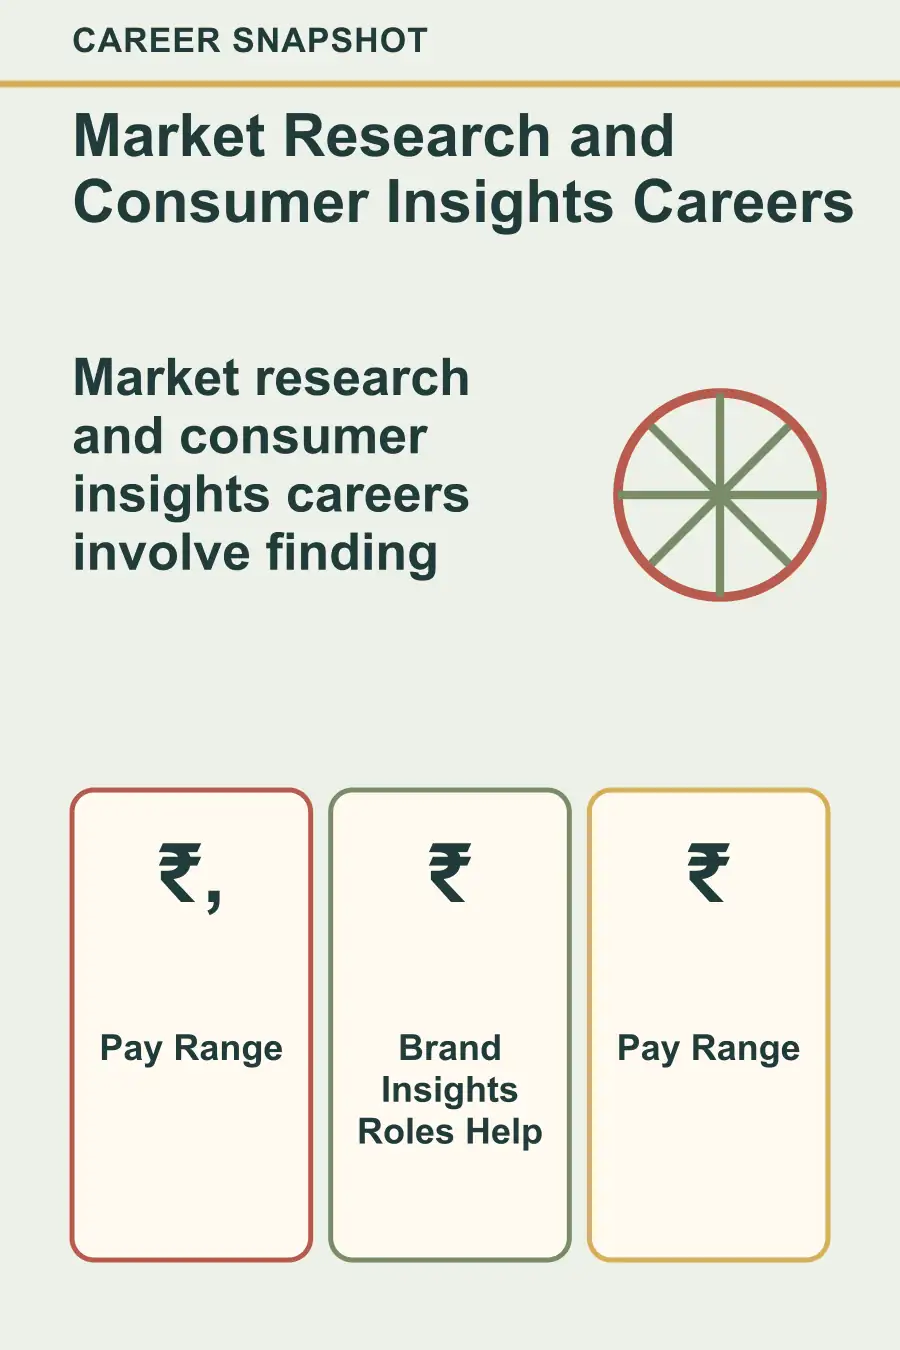 CAREER SNAPSHOT
Market Research and
Consumer Insights Careers
Market research
and consumer
insights careers
involve finding
₹,
Pay Range
₹
Brand
Insights
Roles Help
₹
Pay Range